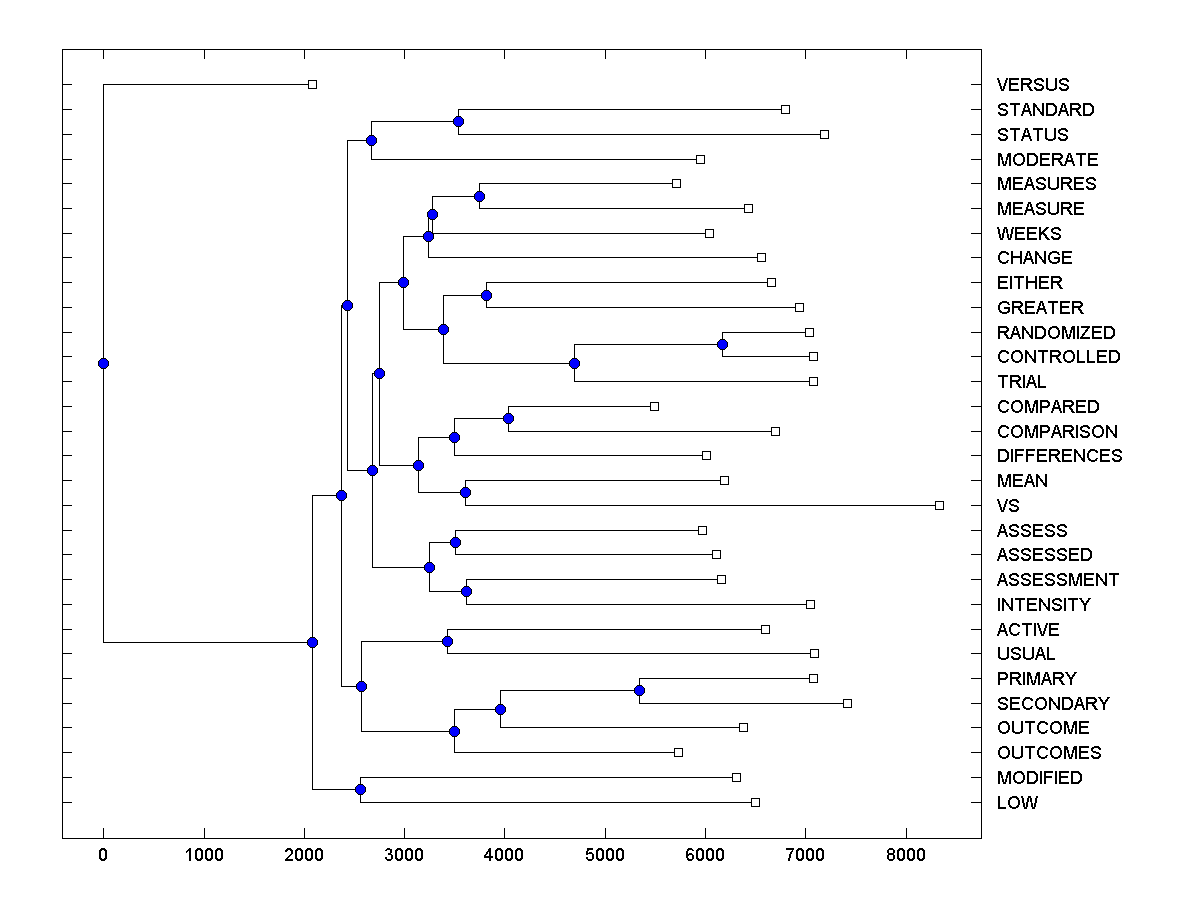 VERSUS
STANDARD
STATUS
MODERATE
MEASURES
MEASURE
WEEKS
CHANGE
EITHER
GREATER
RANDOMIZED
CONTROLLED
TRIAL
COMPARED
COMPARISON
DIFFERENCES
MEAN
VS
ASSESS
ASSESSED
ASSESSMENT
INTENSITY
ACTIVE
USUAL
PRIMARY
SECONDARY
OUTCOME
OUTCOMES
MODIFIED
LOW
0 1000 2000 3000 4000 5000 6000 7000 8000